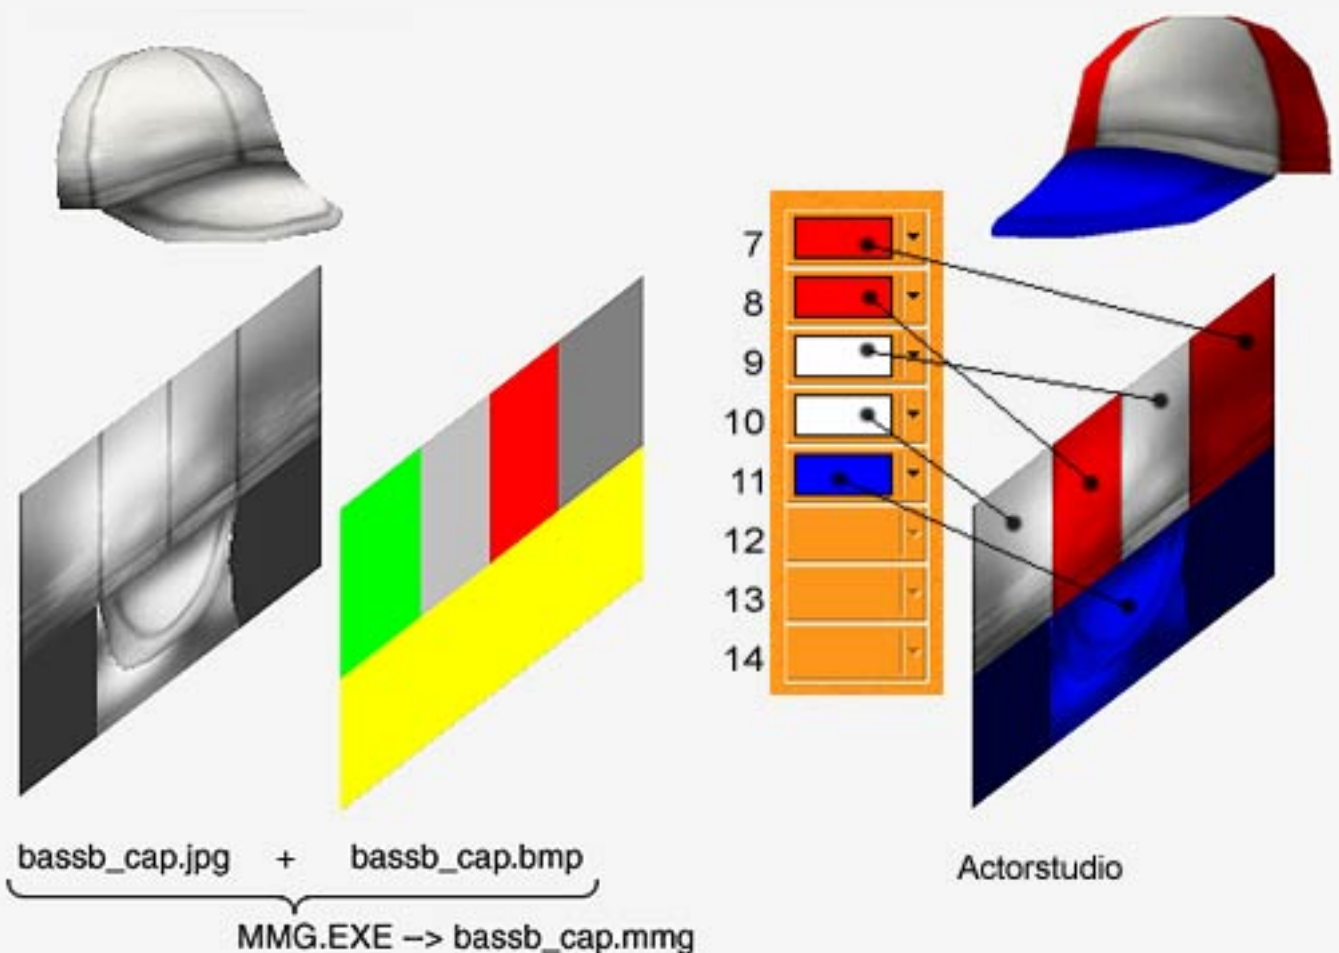 7
8
9
10
11
12
13
14
bassb_cap.jpg + bassb_cap.bmp
Actorstudio
MMG.EXE --> bassb_cap.mmg